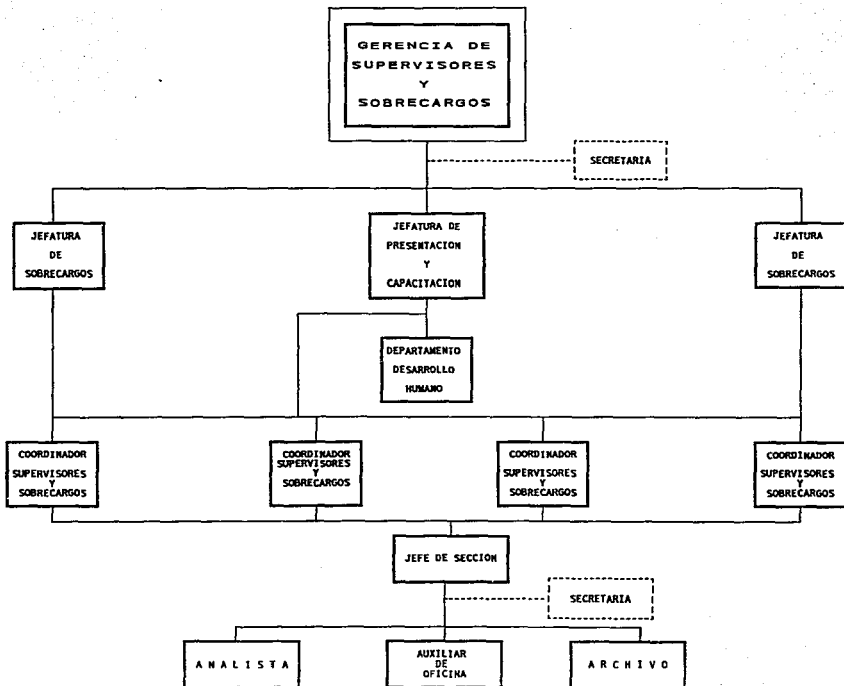 GERENCIA DE
SUPERVISORES
Y
SOBRECARGOS
SECRETARIA
JEFATURA
DE
SOBRECARGOS
JEFATURA DE
PRESENTACION
Y
CAPACITACION
JEFATURA
DE
SOBRECARGOS
DEPARTAMENTO
DESARROLLO
HUMANO
COORDINADOR
SUPERVISORES
Y
SOBRECARGOS
COORDINADOR
SUPERVISORES
Y
SOBRECARGOS
COORDINADOR
SUPERVISORES
Y
SOBRECARGOS
COORDINADOR
SUPERVISORES
Y
SOBRECARGOS
JEFE DE SECCION
SECRETARIA
ANALISTA
AUXILIAR
DE
OFICINA
ARCHIVO